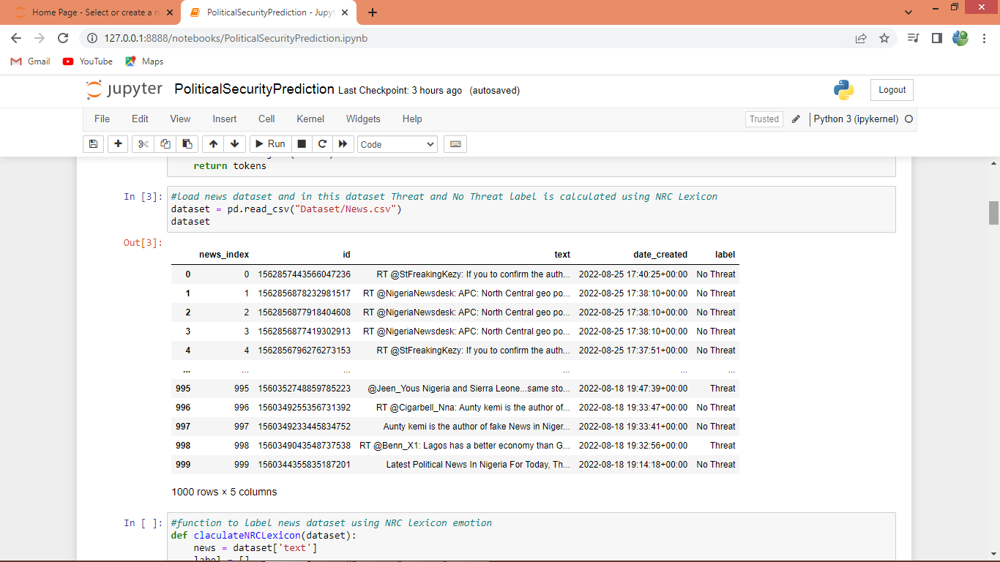 Home Page - Select or create a n
PoliticalSecurityPrediction - Jupyt
127.0.0.1:8888/notebooks/PoliticalSecurityPrediction.ipynb
Gmail YouTube Maps
jupyter PoliticalSecurityPrediction Last Checkpoint: 3 hours ago (autosaved) Logout
File Edit View Insert Cell Kernel Widgets Help Trusted Python 3 (ipykernel)
Run Code
return tokens
In [3]: #load news dataset and in this dataset Threat and No Threat label is calculated using NRC Lexicon
dataset = pd.read_csv("Dataset/News.csv")
dataset
Out[3]:
news_index id text date_created label
0 0 1562857443566047236 RT @StFreakingKezy: If you to confirm the auth... 2022-08-25 17:40:25+00:00 No Threat
1 1 1562856878232981517 RT @NigeriaNewsdesk: APC: North Central geo po... 2022-08-25 17:38:10+00:00 No Threat
2 2 1562856877918404608 RT @NigeriaNewsdesk: APC: North Central geo po... 2022-08-25 17:38:10+00:00 No Threat
3 3 1562856877419302913 RT @NigeriaNewsdesk: APC: North Central geo po... 2022-08-25 17:38:10+00:00 No Threat
4 4 1562856796276273153 RT @StFreakingKezy: If you to confirm the auth... 2022-08-25 17:37:51+00:00 No Threat
... ... ... ... ... ...
995 995 1560352748859785223 @Jeen_Yous Nigeria and Sierra Leone...same sto... 2022-08-18 19:47:39+00:00 Threat
996 996 1560349255356731392 RT @Cigarbell_Nna: Aunty kemi is the author of... 2022-08-18 19:33:47+00:00 No Threat
997 997 1560349233445834752 Aunty kemi is the author of fake News in Niger... 2022-08-18 19:33:41+00:00 No Threat
998 998 1560349043548737538 RT @Benn_X1: Lagos has a better economy than G... 2022-08-18 19:32:56+00:00 Threat
999 999 1560344355835187201 Latest Political News In Nigeria For Today, Th... 2022-08-18 19:14:18+00:00 No Threat
1000 rows × 5 columns
In [ ]: #function to label news dataset using NRC lexicon emotion
def claculateNRCLexicon(dataset):
news = dataset['text']
label = []